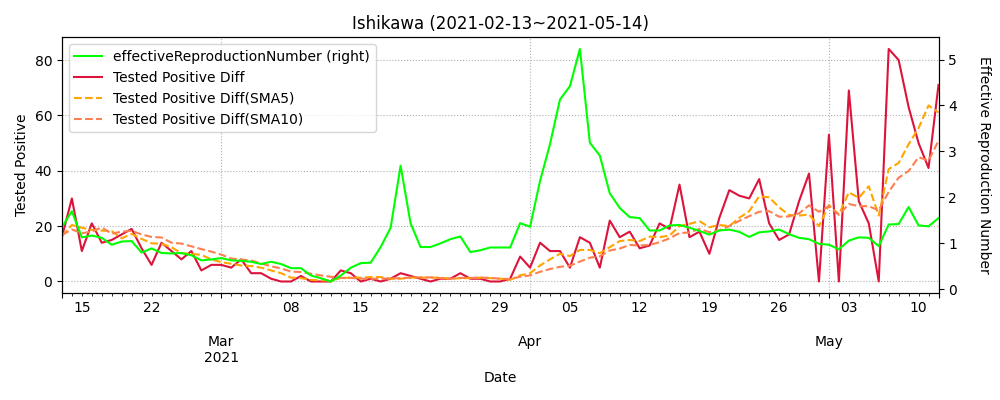 Ishikawa (2021-02-13~2021-05-14)
effectiveReproductionNumber (right)
Tested Positive Diff
Tested Positive Diff(SMA5)
Tested Positive Diff(SMA10)
Tested Positive
80
60
40
20
0
5
4
3
2
1
0
Effective Reproduction Number
15 22 08 15 22 29 05 12 19 26 03 10
Mar Apr May
2021
Date